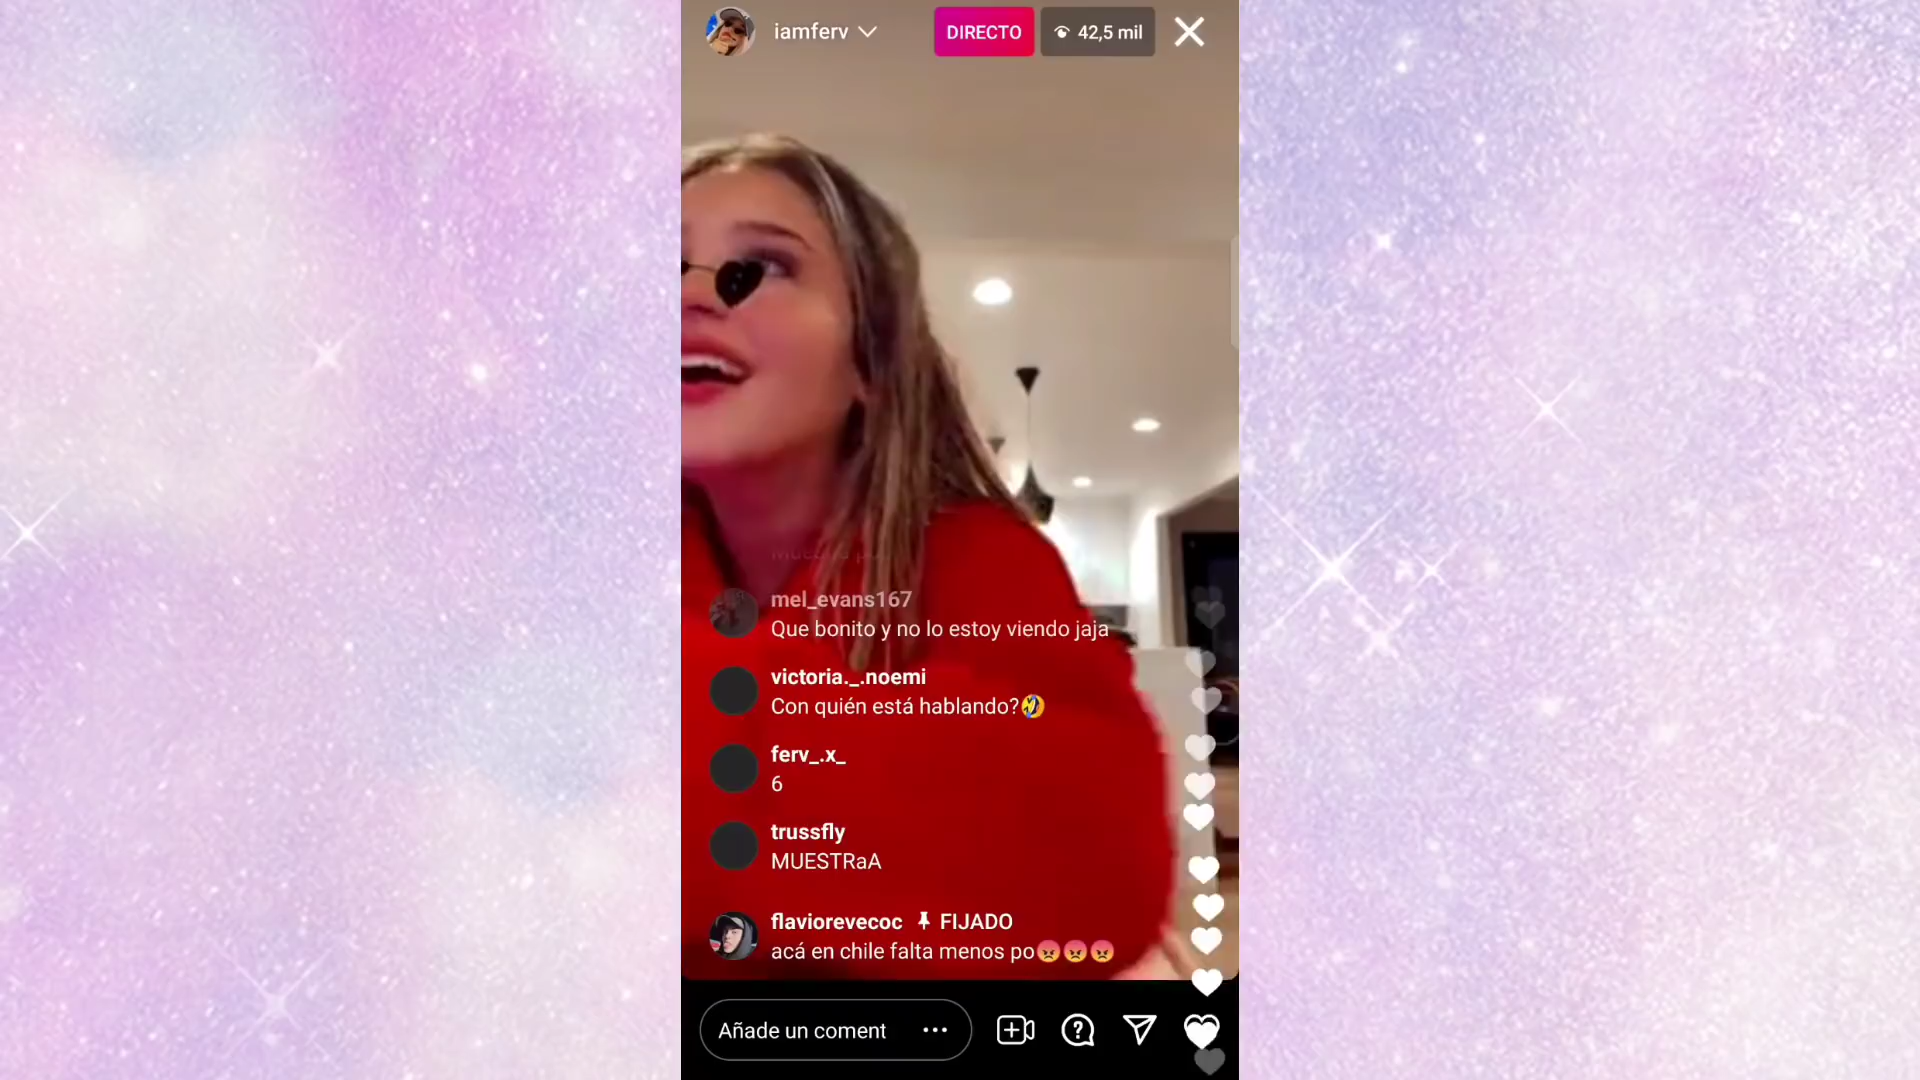 iamferv
DIRECTO
42,5 mil
mel_evans167
Que bonito y no lo estoy viendo jaja
victoria._.noemi
Con quién está hablando?🤣
ferv_.x_
6
trussfly
MUESTRaA
flaviorevecoc FIJADO
acá en chile falta menos po😡😡😡
Añade un coment